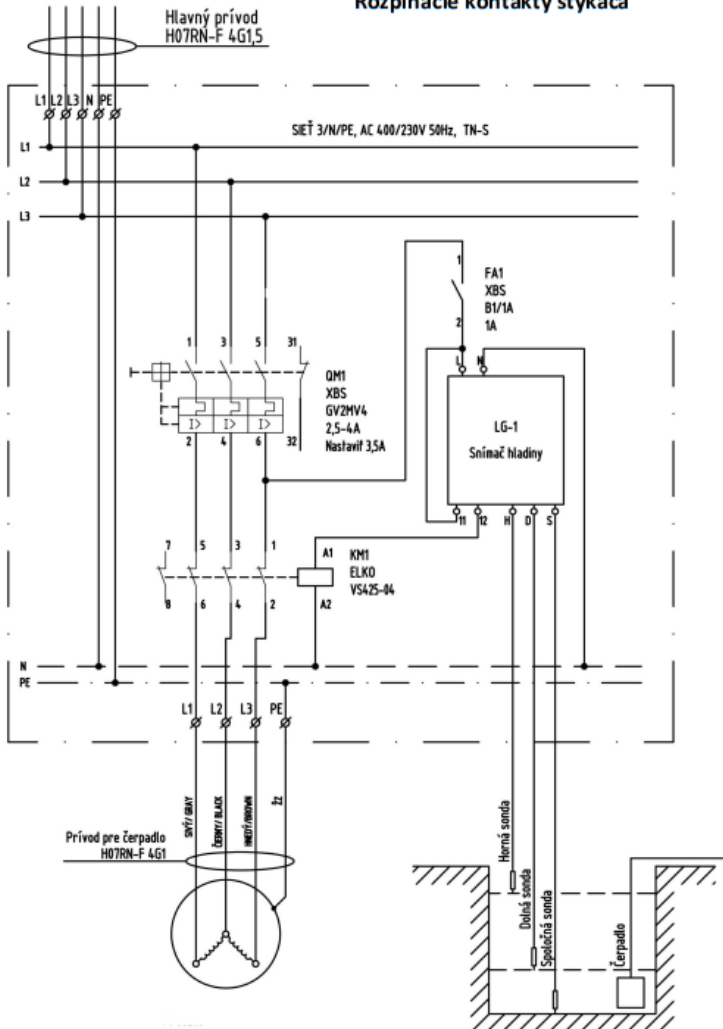 Rozpínacie kontakty stýkača
Hlavný prívod
H07RN-F 4G1,5
L1 L2 L3 N PE
SIEŤ 3/N/PE, AC 400/230V 50Hz, TN-S
L1
L2
L3
1
FA1
XBS
B1/1A
1A
2
1 3 5 31
L N
QM1
XBS
GV2MV4
2,5-4A
Nastaviť 3,5A
I> I> I>
2 4 6 32
LG-1
Snímač hladiny
11 12 H D S
7 5 3 1
A1
KM1
ELKO
VS425-04
8 6 4 2
A2
N
PE
L1 L2 L3 PE
SIVÝ/ GRAY
ČIERNY/ BLACK
HNEDÝ/BROWN
ŽZ
Prívod pre čerpadlo
H07RN-F 4G1
Horná sonda
Dolná sonda
Spoločná sonda
Čerpadlo